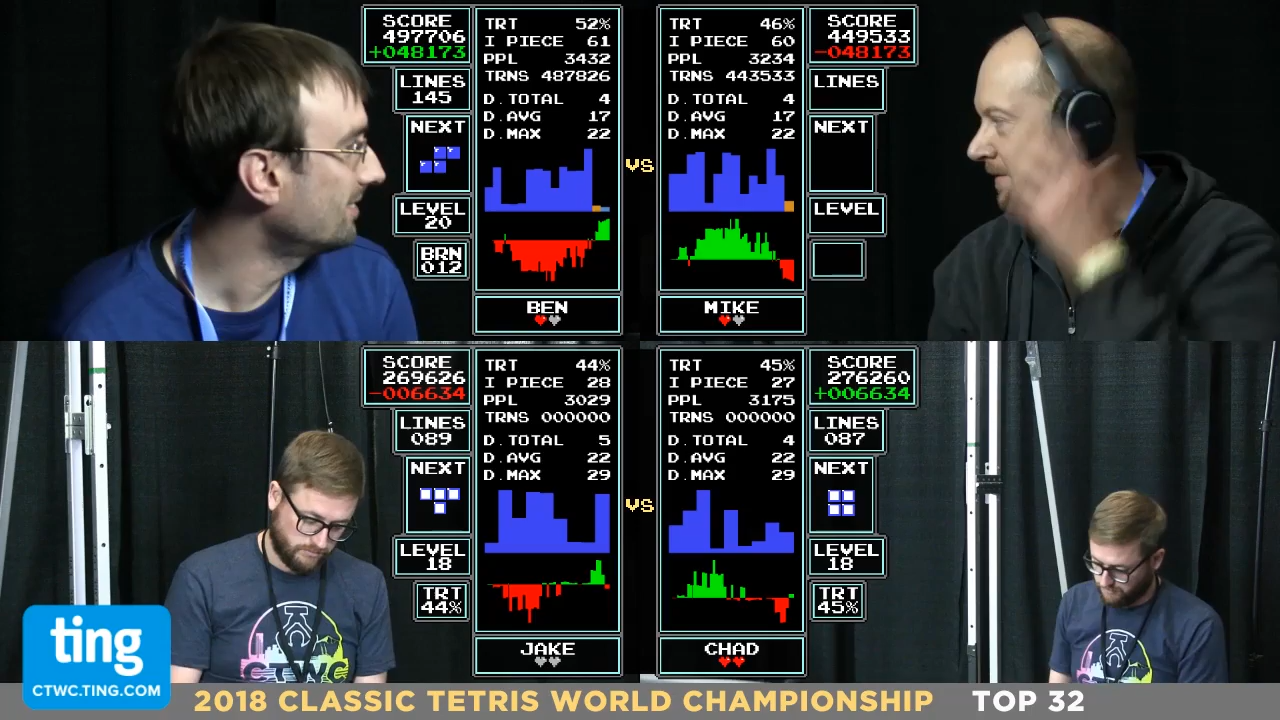 SCORE
497706
+048173
LINES
145
NEXT
LEVEL
20
BRN
012
TRT 52%
I PIECE 61
PPL 3432
TRNS 487826
D.TOTAL 4
D.AVG 17
D.MAX 22
BEN
VS
TRT 46%
I PIECE 60
PPL 3234
TRNS 443533
D.TOTAL 4
D.AVG 17
D.MAX 22
MIKE
SCORE
449533
-048173
LINES
NEXT
LEVEL
SCORE
269626
-006634
LINES
089
NEXT
LEVEL
18
TRT
44%
TRT 44%
I PIECE 28
PPL 3029
TRNS 000000
D.TOTAL 5
D.AVG 22
D.MAX 29
JAKE
VS
TRT 45%
I PIECE 27
PPL 3175
TRNS 000000
D.TOTAL 4
D.AVG 22
D.MAX 29
CHAD
SCORE
276260
+006634
LINES
087
NEXT
LEVEL
18
TRT
45%
CTWC
ting
CTWC.TING.COM
2018 CLASSIC TETRIS WORLD CHAMPIONSHIP TOP 32